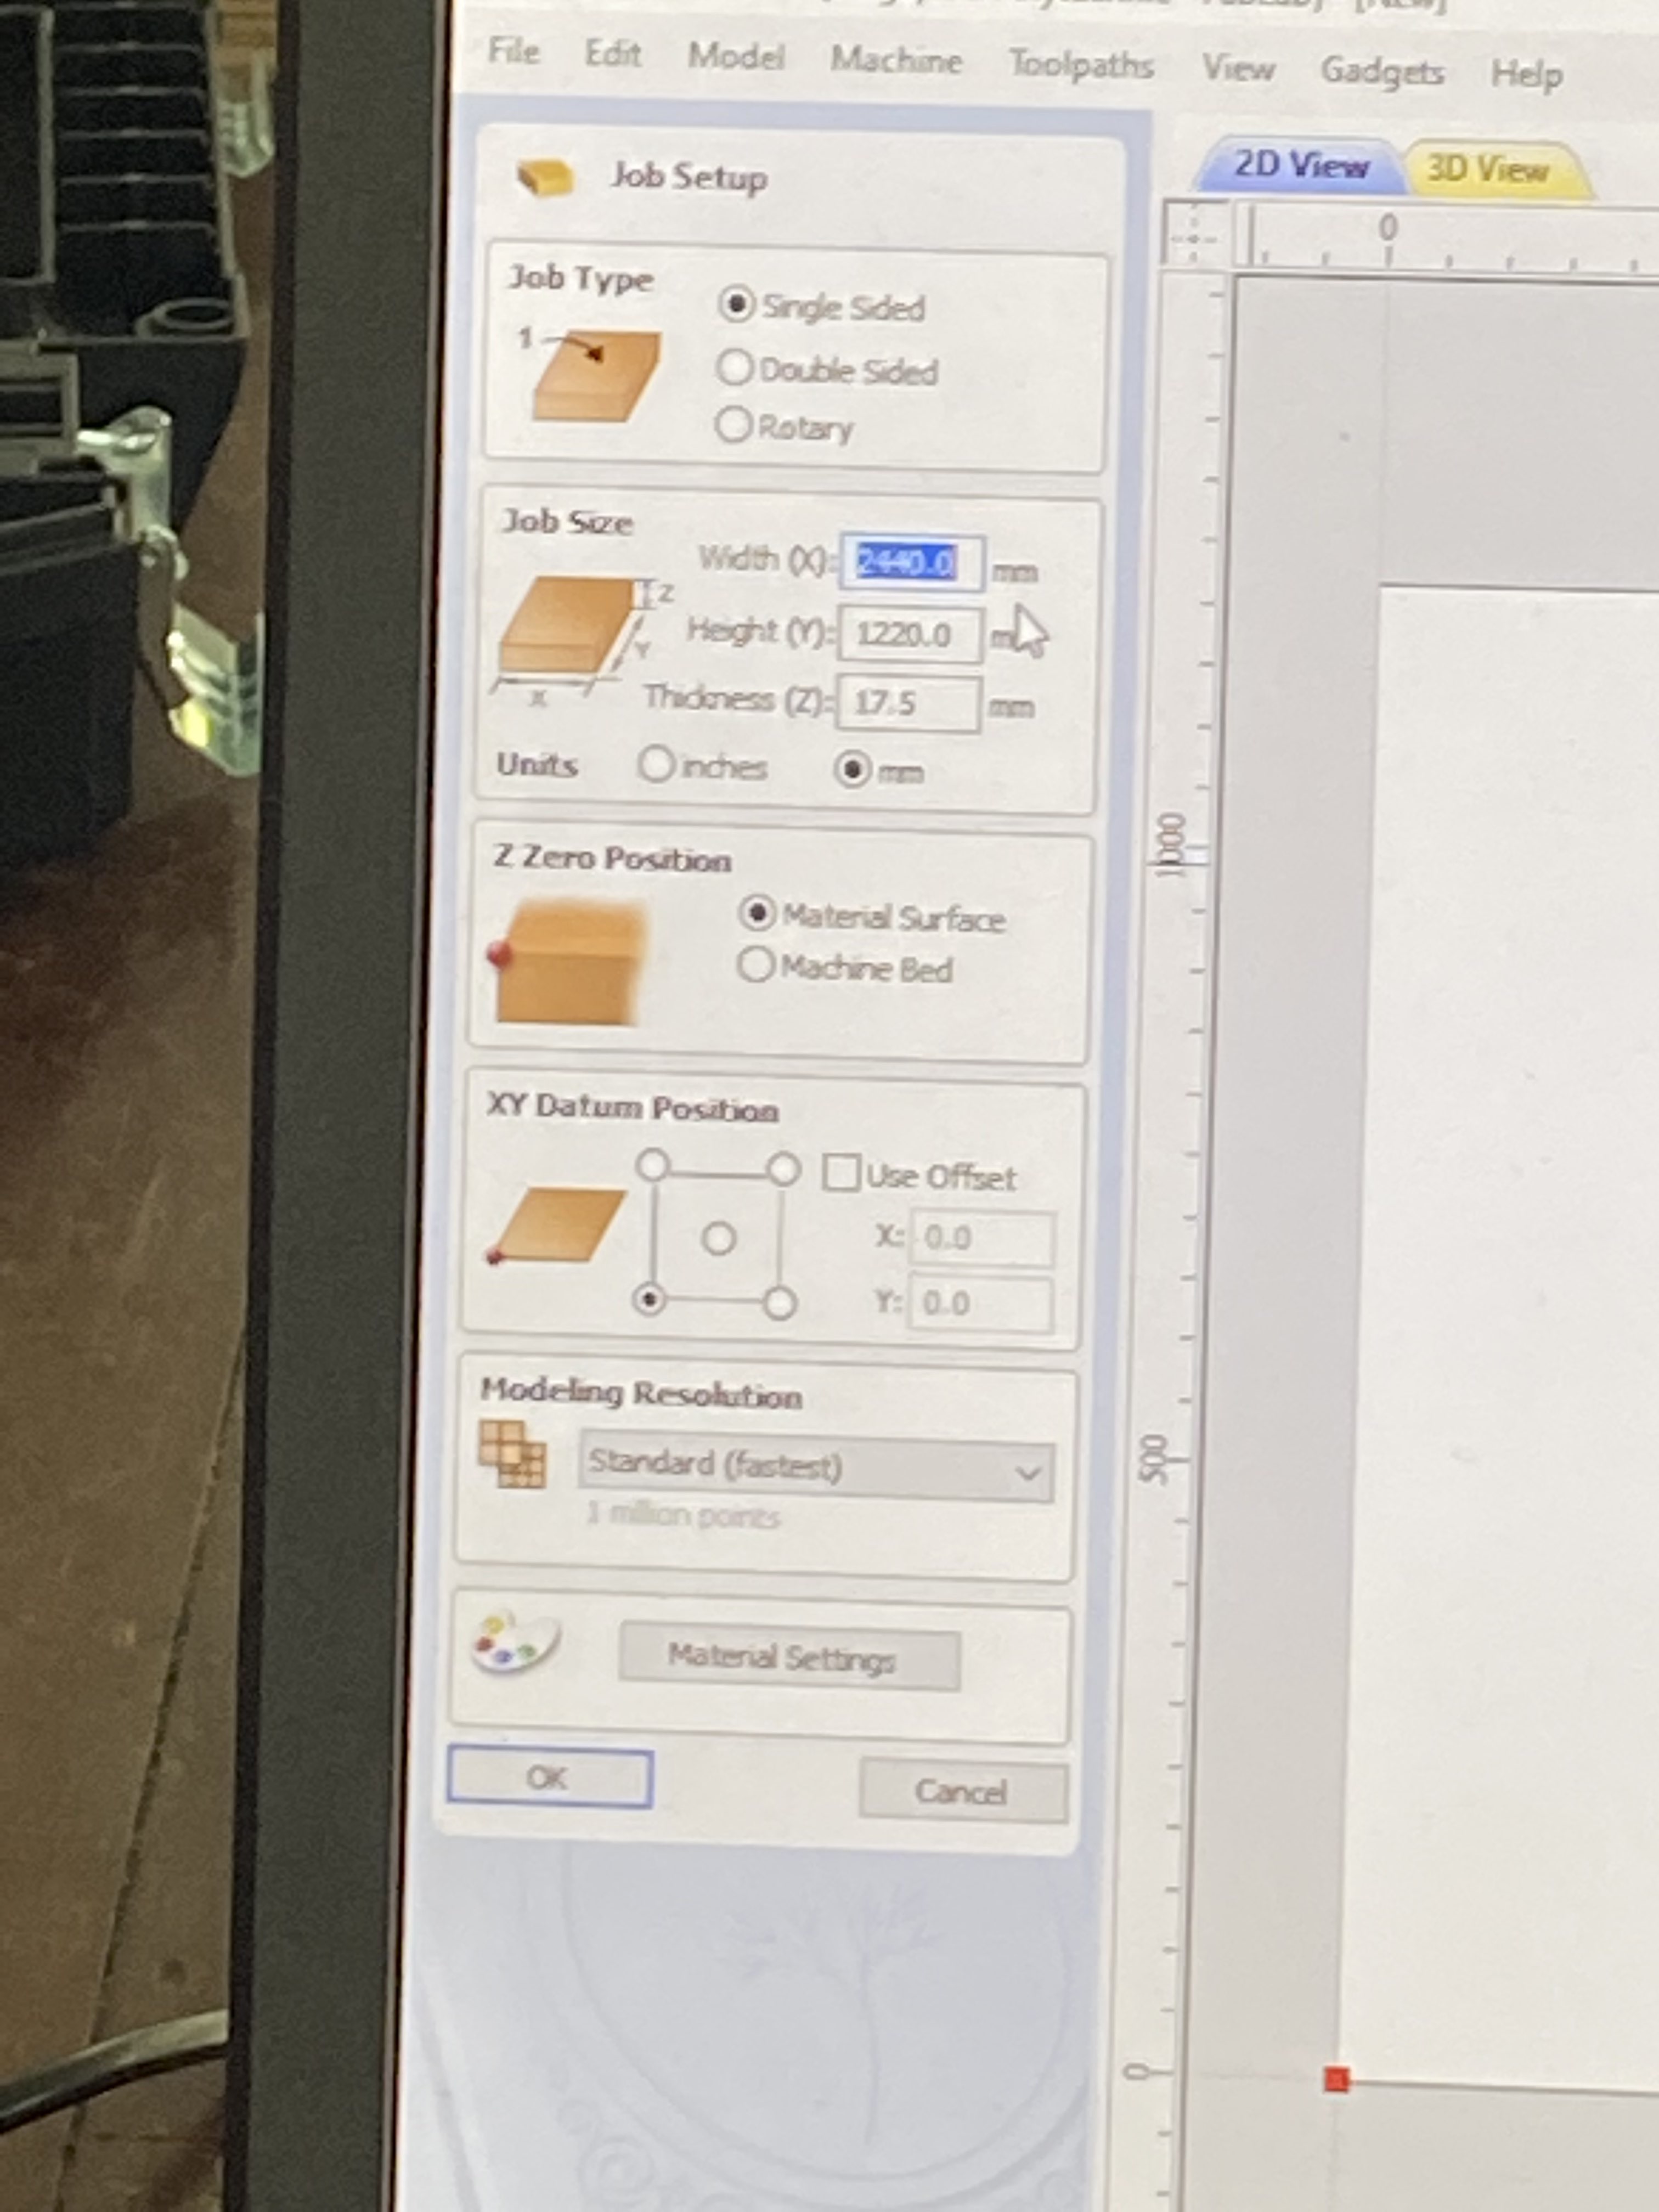 [New]
File Edit Model Machine Toolpaths View Gadgets Help
Job Setup
2D View 3D View
0
Job Type
1
Single Sided
Double Sided
Rotary
Job Size
Width (X): 2440.0 mm
Z
Height (Y): 1220.0 m
Y
Thickness (Z): 17.5 mm
X
Units inches mm
1000
Z Zero Position
Material Surface
Machine Bed
XY Datum Position
Use Offset
X: 0.0
Y: 0.0
Modeling Resolution
Standard (fastest)
500
1 million points
Material Settings
OK Cancel
0